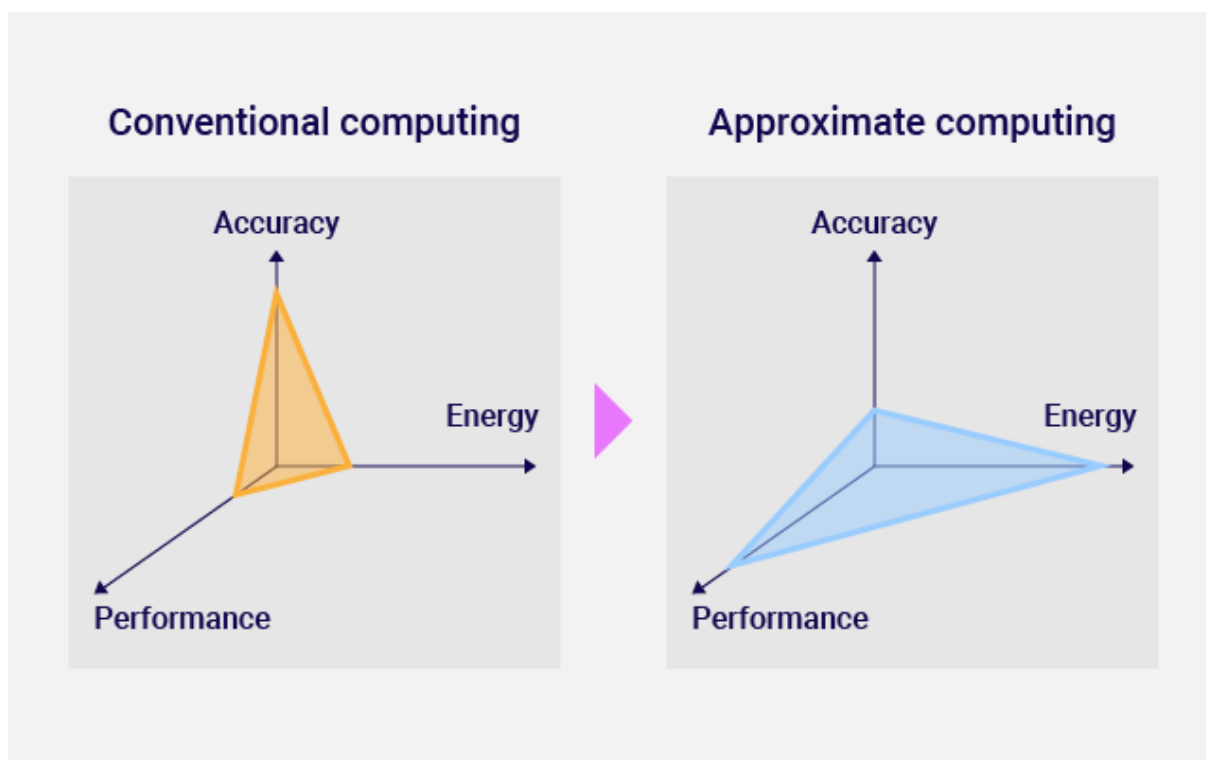 Conventional computing
Accuracy
Energy
Performance
Approximate computing
Accuracy
Energy
Performance